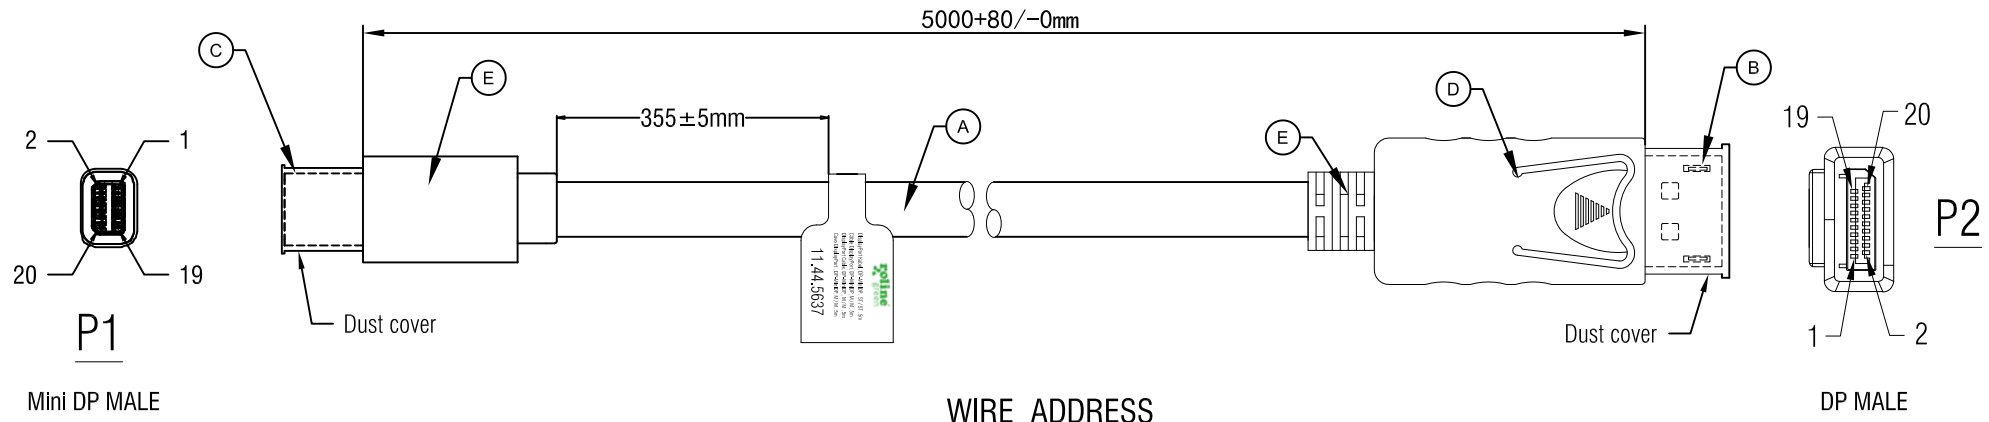 5000+80/-0mm
C
E
355±5mm
A
E
D
B
2
1
20
19
P1
Mini DP MALE
Dust cover
roline
green
11.44.5637
Dust cover
19
20
1
2
P2
DP MALE
WIRE ADDRESS